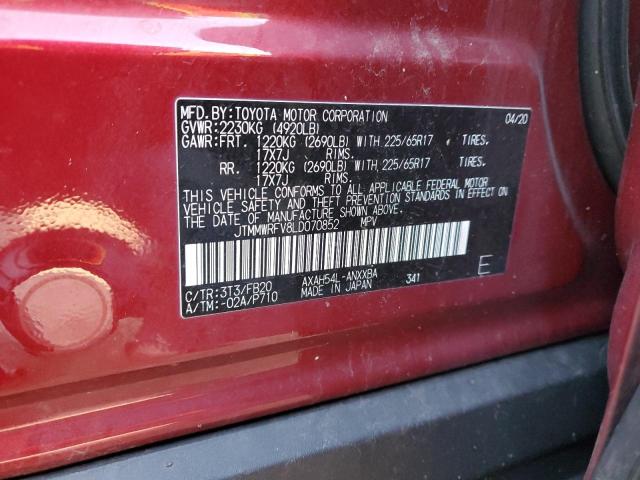 MFD.BY:TOYOTA MOTOR CORPORATION 04/20
GVWR:2230KG (4920LB)
GAWR:FRT. 1220KG (2690LB) WITH 225/65R17 TIRES.
17X7J RIMS.
RR. 1220KG (2690LB) WITH 225/65R17 TIRES.
17X7J RIMS.
THIS VEHICLE CONFORMS TO ALL APPLICABLE FEDERAL MOTOR
VEHICLE SAFETY AND THEFT PREVENTION STANDARDS IN EFFECT ON
THE DATE OF MANUFACTURE SHOWN ABOVE.
JTMMWRFV8LD070852 MPV
C/TR:3T3/FB20 AXAH54L-ANXXBA 341 E
A/TM:-02A/P710 MADE IN JAPAN